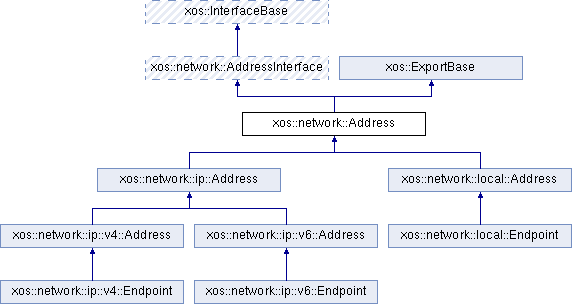 xos::InterfaceBase
xos::network::AddressInterface
xos::ExportBase
xos::network::Address
xos::network::ip::Address
xos::network::local::Address
xos::network::ip::v4::Address
xos::network::ip::v6::Address
xos::network::local::Endpoint
xos::network::ip::v4::Endpoint
xos::network::ip::v6::Endpoint